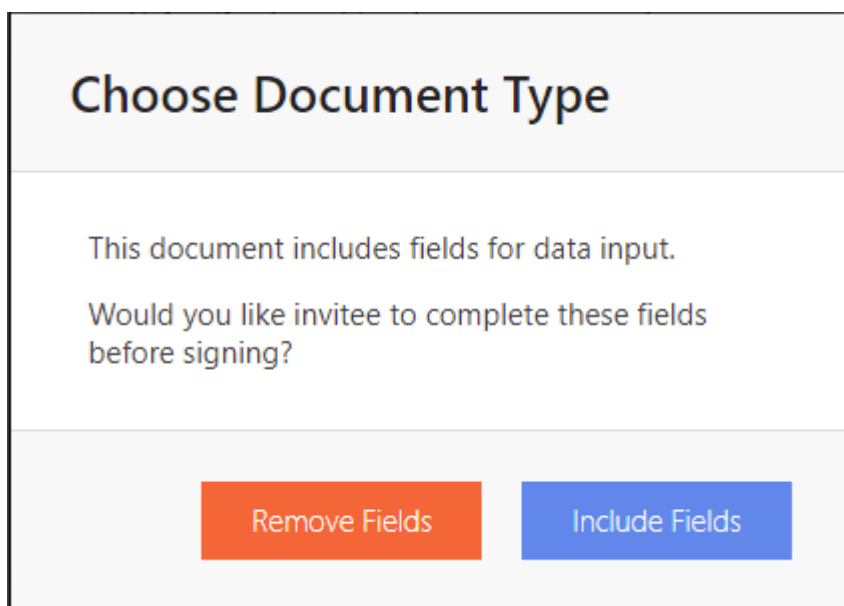 Choose Document Type
This document includes fields for data input.
Would you like invitee to complete these fields
before signing?
Remove Fields
Include Fields